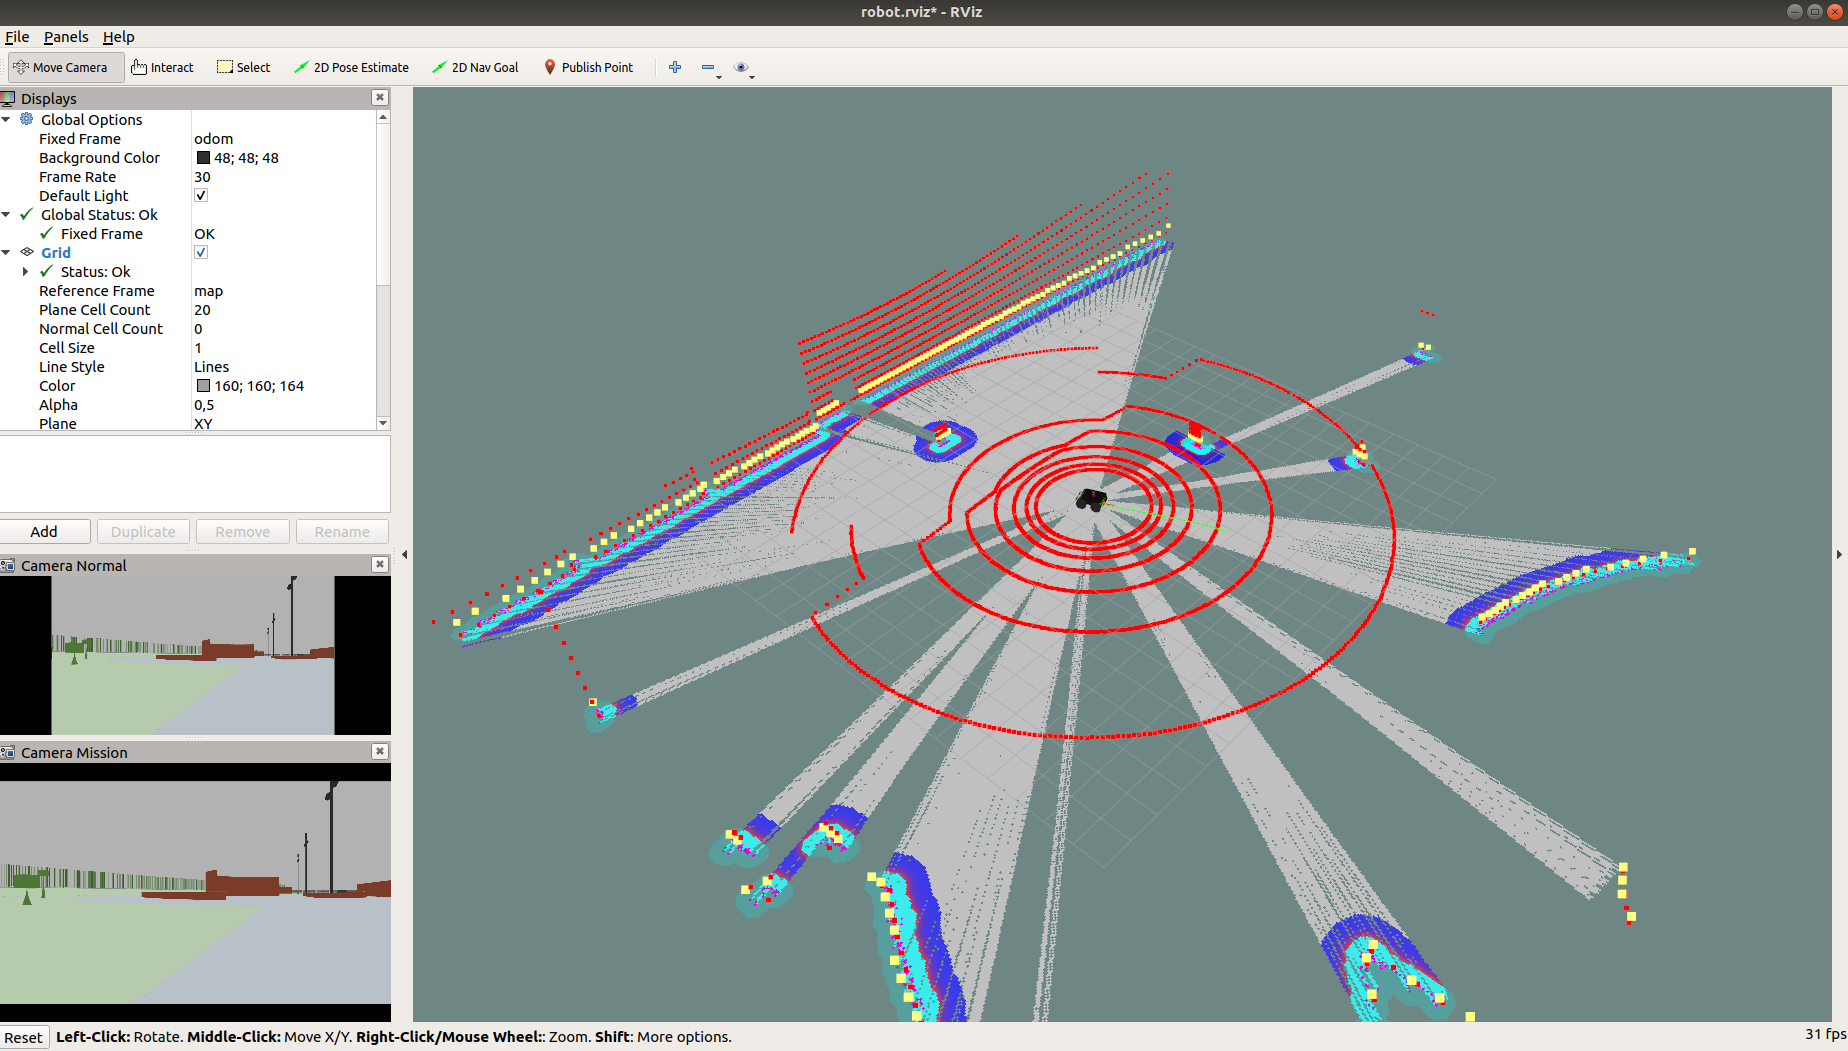 robot.rviz* - RViz
File Panels Help
Move Camera Interact Select 2D Pose Estimate 2D Nav Goal Publish Point
Displays
Global Options
Fixed Frame odom
Background Color 48; 48; 48
Frame Rate 30
Default Light
Global Status: Ok
Fixed Frame OK
Grid
Status: Ok
Reference Frame map
Plane Cell Count 20
Normal Cell Count 0
Cell Size 1
Line Style Lines
Color 160; 160; 164
Alpha 0,5
Plane XY
Add Duplicate Remove Rename
Camera Normal
Camera Mission
Reset Left-Click: Rotate. Middle-Click: Move X/Y. Right-Click/Mouse Wheel:: Zoom. Shift: More options. 31 fps